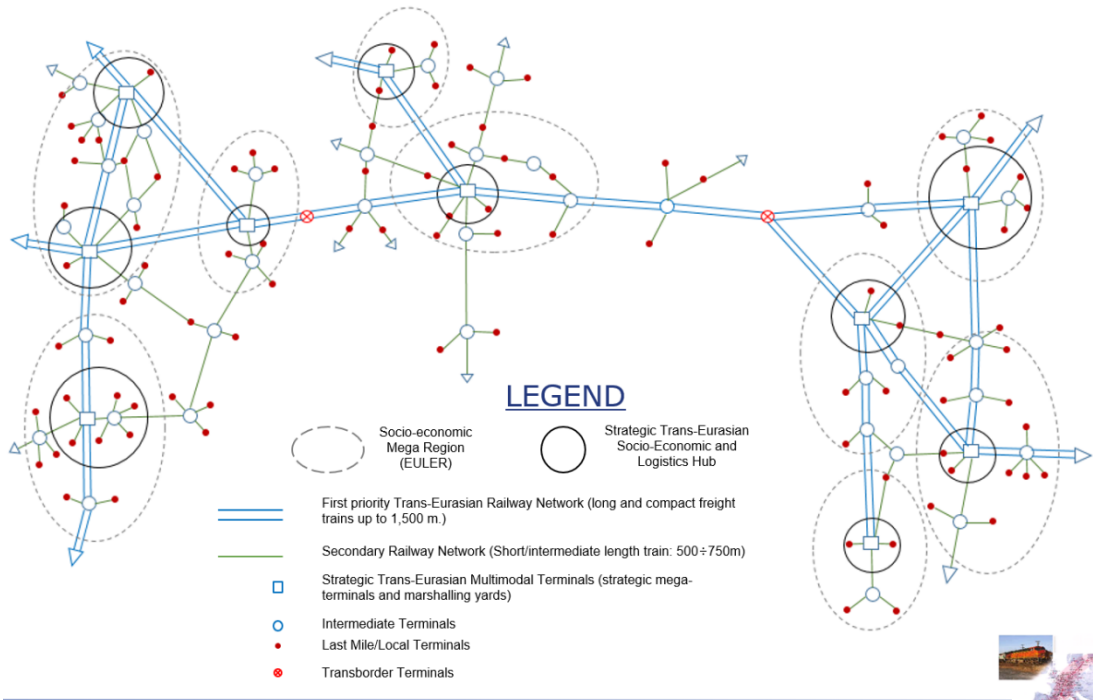 LEGEND
Socio-economic
Mega Region
(EULER)
Strategic Trans-Eurasian
Socio-Economic and
Logistics Hub
First priority Trans-Eurasian Railway Network (long and compact freight
trains up to 1,500 m.)
Secondary Railway Network (Short/intermediate length train: 500÷750m)
Strategic Trans-Eurasian Multimodal Terminals (strategic mega-
terminals and marshalling yards)
Intermediate Terminals
Last Mile/Local Terminals
Transborder Terminals